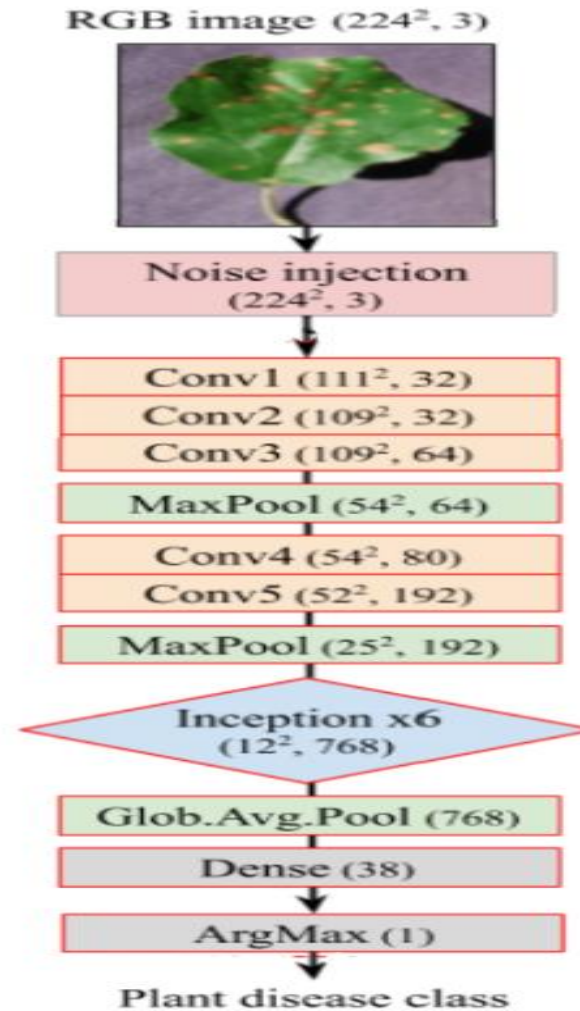 RGB image (224², 3)
Noise injection
(224², 3)
Conv1 (111², 32)
Conv2 (109², 32)
Conv3 (109², 64)
MaxPool (54², 64)
Conv4 (54², 80)
Conv5 (52², 192)
MaxPool (25², 192)
Inception x6
(12², 768)
Glob.Avg.Pool (768)
Dense (38)
ArgMax (1)
Plant disease class